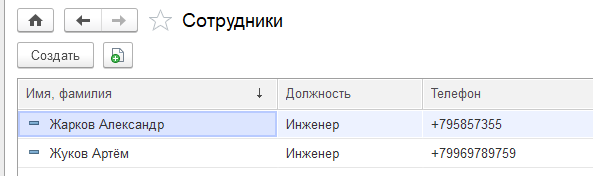 Сотрудники
Создать
Имя, фамилия ↓ Должность Телефон
Жарков Александр Инженер +795857355
Жуков Артём Инженер +79969789759